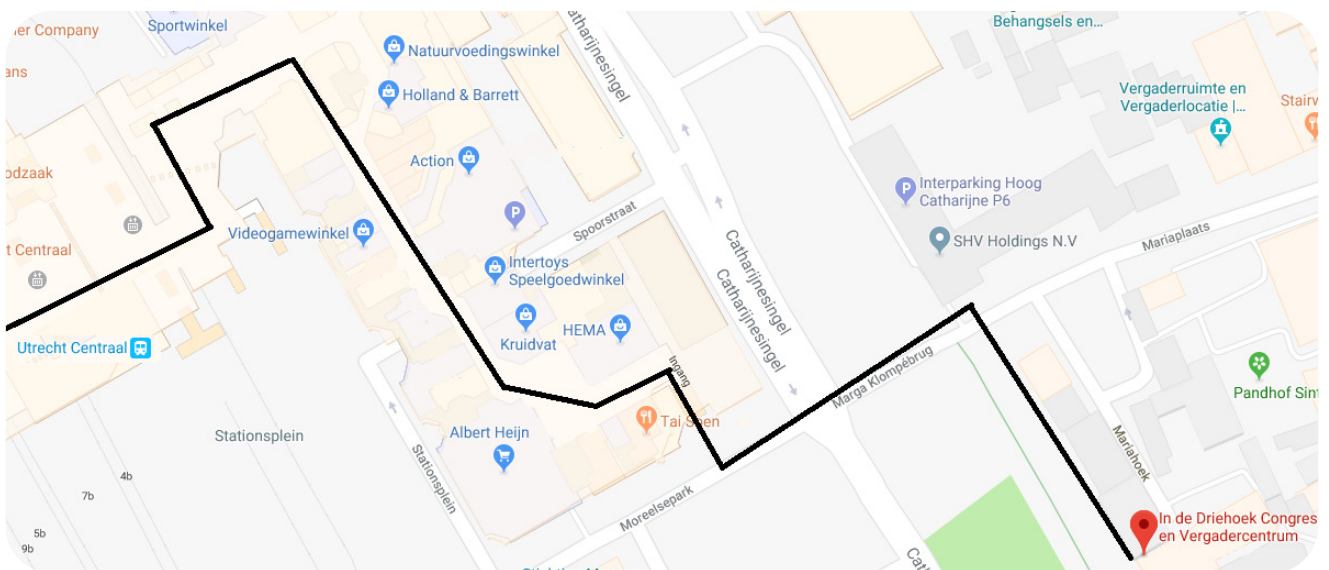 Sportwinkel
er Company
ans
Natuurvoedingswinkel
Holland & Barrett
Catharijnesingel
Behangsels en...
Vergaderruimte en
Vergaderlocatie |...
Stairw
odzaak
Action
P
Spoorstraat
Interparking Hoog
Catharijne P6
P
SHV Holdings N.V
Mariaplaats
t Centraal
Videogamewinkel
Intertoys
Speelgoedwinkel
Catharijnesingel
Catharijnesingel
HEMA
Kruidvat
Utrecht Centraal
Ingang
Marga Klompébrug
Pandhof Sint
Tai Shen
Albert Heijn
Stationsplein
Stationsplein
Mariahoek
4b
7b
5b
9b
Moreelsepark
In de Driehoek Congres
en Vergadercentrum